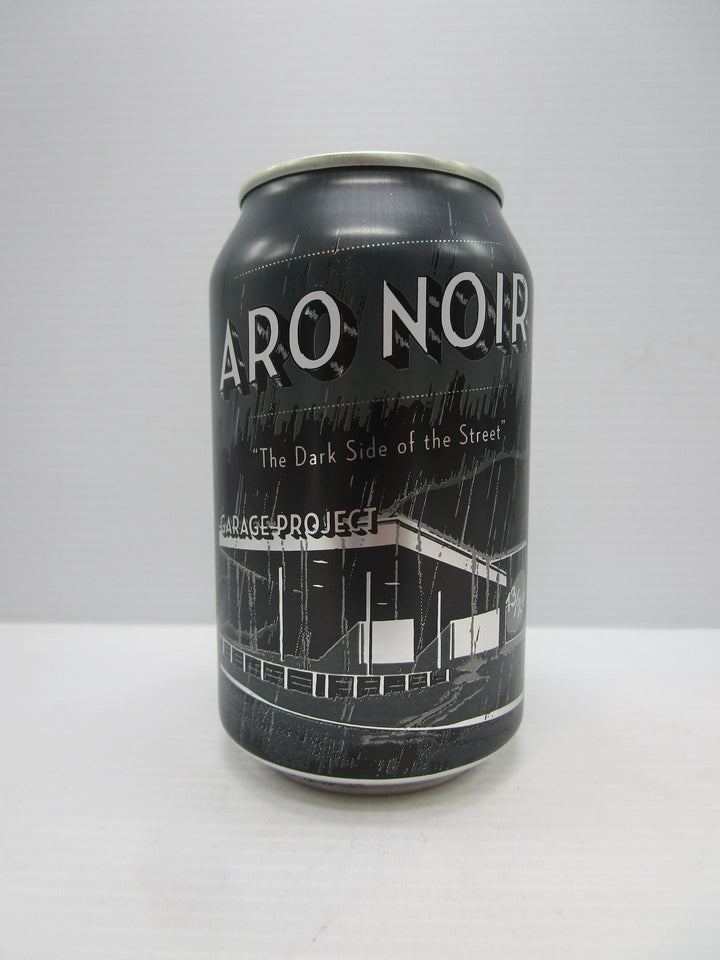 ARO NOIR
“The Dark Side of the Street”
GARAGE PROJECT